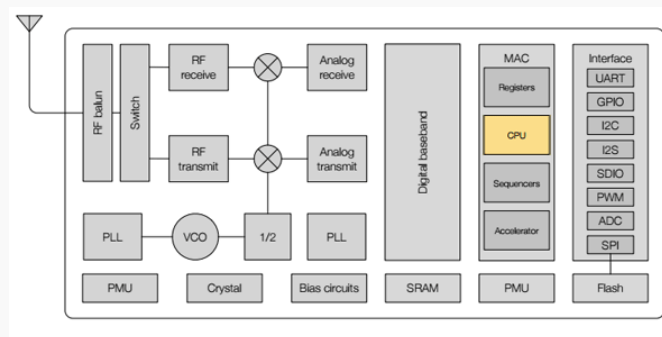 RF balun
Switch
RF
receive
Analog
receive
RF
transmit
Analog
transmit
PLL
VCO
1/2
PLL
Digital baseband
MAC
Registers
CPU
Sequencers
Accelerator
Interface
UART
GPIO
I2C
I2S
SDIO
PWM
ADC
SPI
PMU
Crystal
Bias circuits
SRAM
PMU
Flash